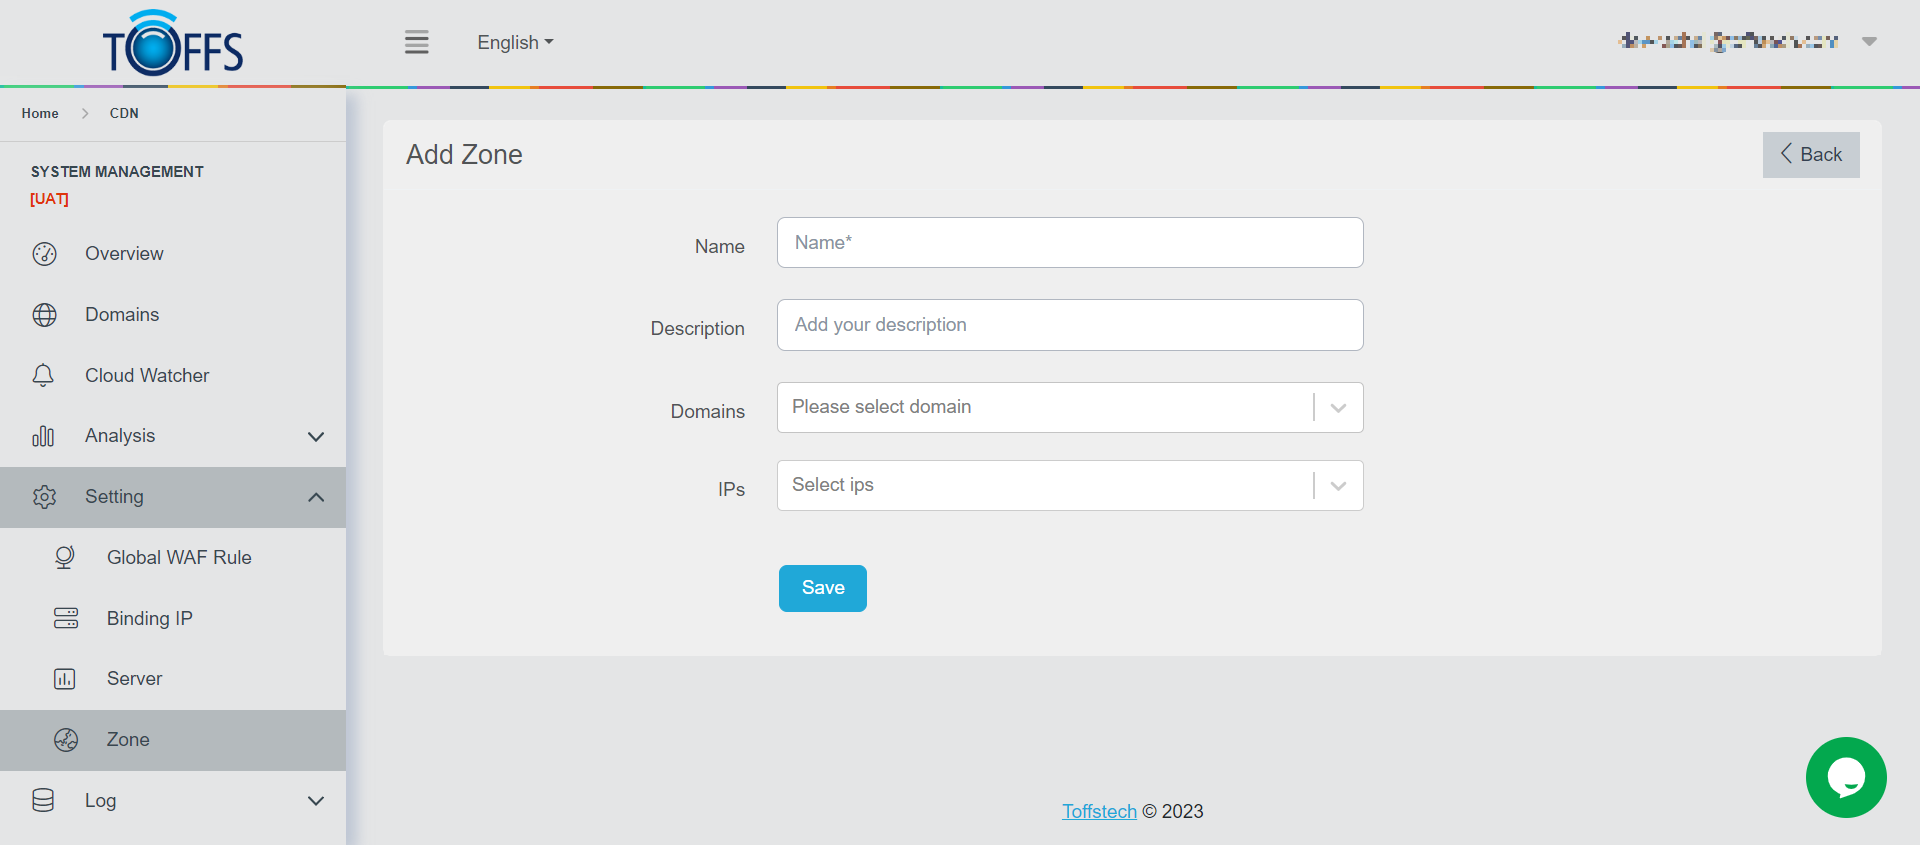 TOFFS
English
Home > CDN
SYSTEM MANAGEMENT
[UAT]
Overview
Domains
Cloud Watcher
Analysis
Setting
Global WAF Rule
Binding IP
Server
Zone
Log
Add Zone
Back
Name
Name*
Description
Add your description
Domains
Please select domain
IPs
Select ips
Save
Toffstech © 2023